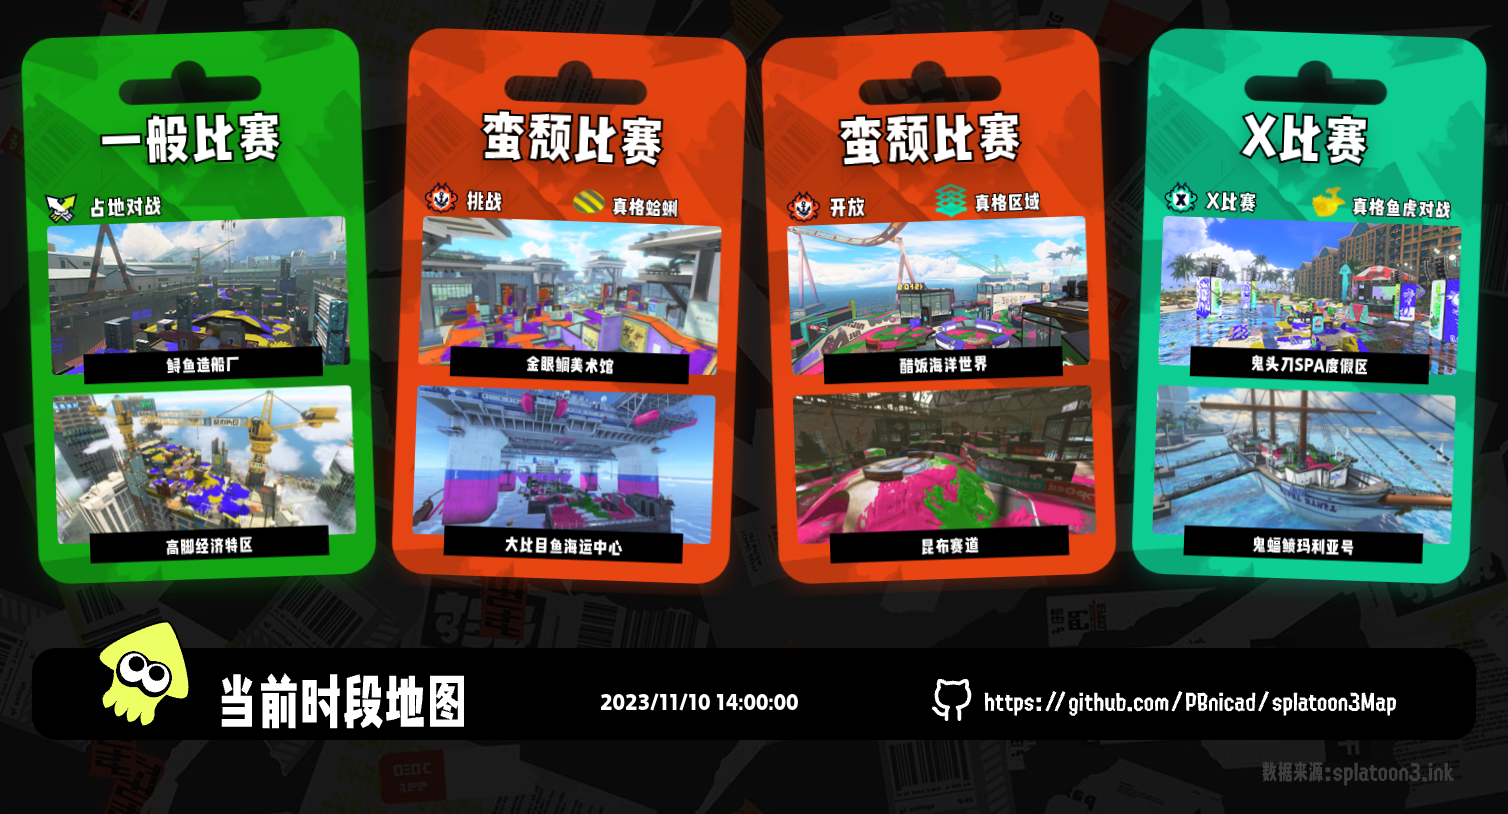 一般比赛
占地对战
鲟鱼造船厂
高脚经济特区
蛮颓比赛
挑战
真格蛤蜊
金眼鲷美术馆
大比目鱼海运中心
蛮颓比赛
开放
真格区域
醋饭海洋世界
昆布赛道
X比赛
X比赛
真格鱼虎对战
鬼头刀SPA度假区
鬼蝠鲼玛利亚号
当前时段地图
2023/11/10 14:00:00
https://github.com/PBnicad/splatoon3Map
数据来源:splatoon3.ink